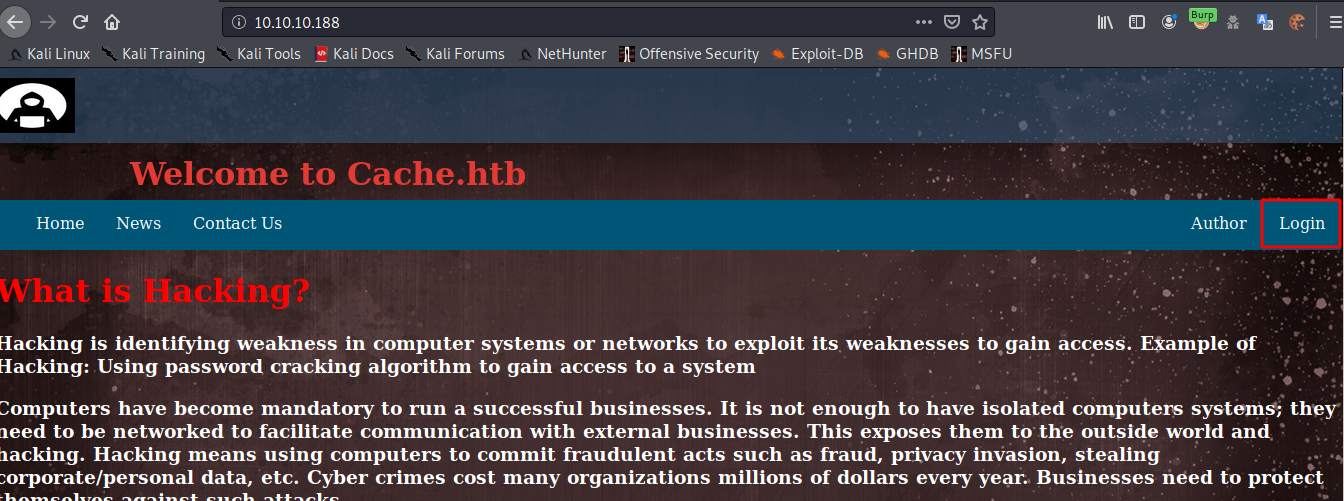 10.10.10.188
Burp
Kali Linux Kali Training Kali Tools Kali Docs Kali Forums NetHunter Offensive Security Exploit-DB GHDB MSFU
Welcome to Cache.htb
Home News Contact Us Author Login
What is Hacking?
Hacking is identifying weakness in computer systems or networks to exploit its weaknesses to gain access. Example of
Hacking: Using password cracking algorithm to gain access to a system
Computers have become mandatory to run a successful businesses. It is not enough to have isolated computers systems; they
need to be networked to facilitate communication with external businesses. This exposes them to the outside world and
hacking. Hacking means using computers to commit fraudulent acts such as fraud, privacy invasion, stealing
corporate/personal data, etc. Cyber crimes cost many organizations millions of dollars every year. Businesses need to protect
themselves against such attacks